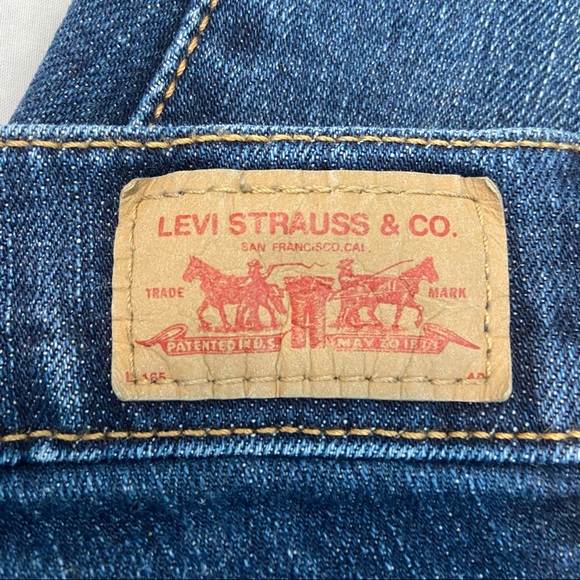 LEVI STRAUSS & CO.
SAN FRANCISCO, CAL.
TRADE MARK
PATENTED IN U.S. MAY 20 1873